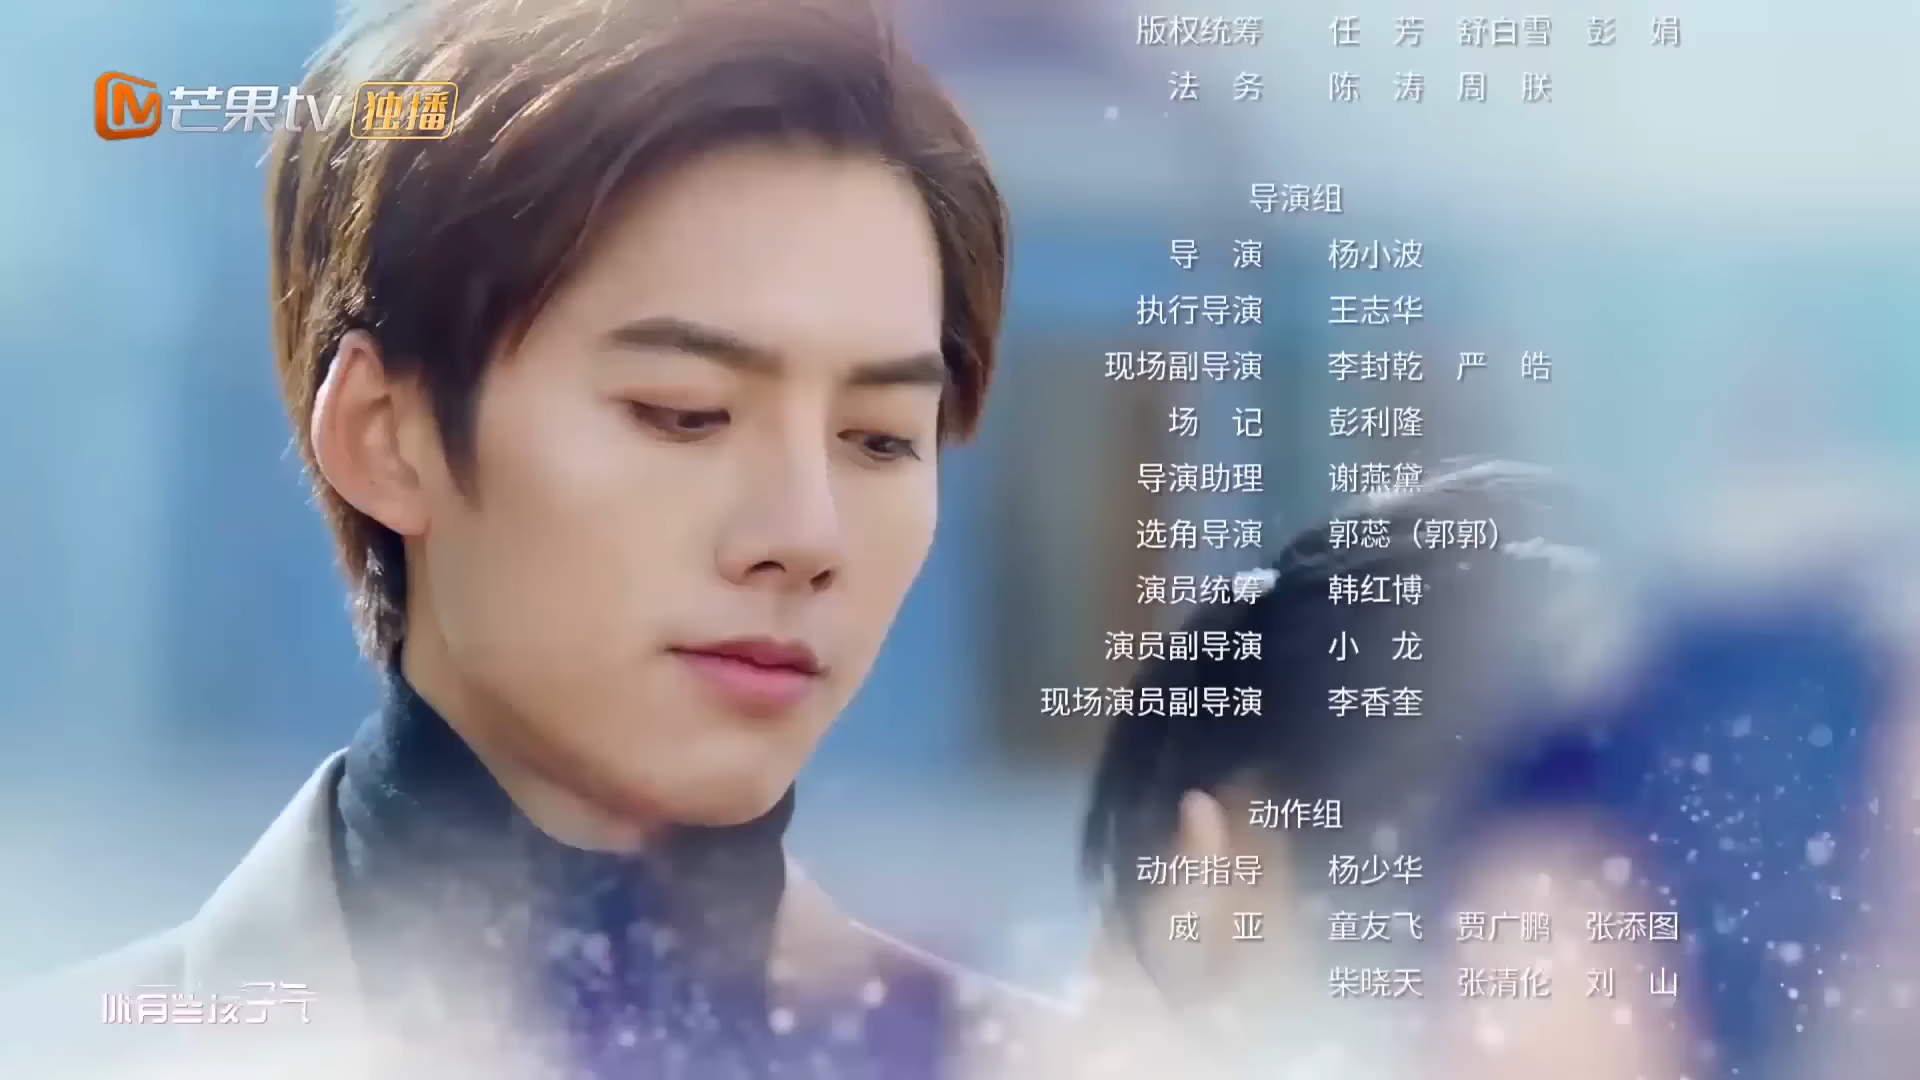 版权统筹 任 芳 舒白雪 彭 娟
法 务 陈 涛 周 朕
芒果tv 独播
导演组
导 演 杨小波
执行导演 王志华
现场副导演 李封乾 严 皓
场 记 彭利隆
导演助理 谢燕黛
选角导演 郭蕊（郭郭）
演员统筹 韩红博
演员副导演 小 龙
现场演员副导演 李香奎
动作组
动作指导 杨少华
威 亚 童友飞 贾广鹏 张添图
柴晓天 张清伦 刘 山
你有些孩子气